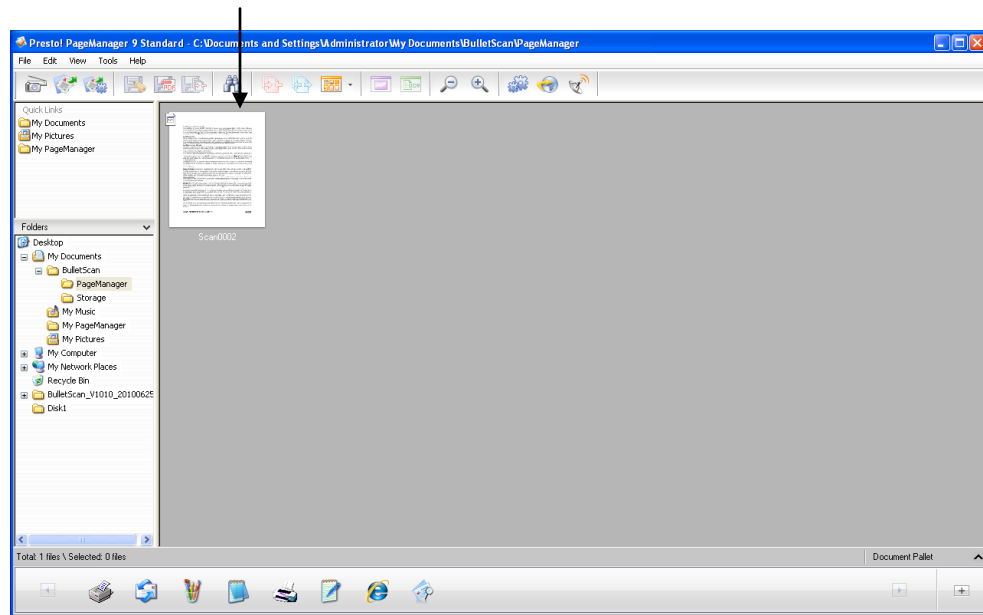 Presto! PageManager 9 Standard - C:\Documents and Settings\Administrator\My Documents\BulletScan\PageManager
File Edit View Tools Help
Quick Links
My Documents
My Pictures
My PageManager
Scan0002
Folders
Desktop
My Documents
BulletScan
PageManager
Storage
My Music
My PageManager
My Pictures
My Computer
My Network Places
Recycle Bin
BulletScan_V1010_20100625
Disk1
Total: 1 files \ Selected: 0 files
Document Pallet